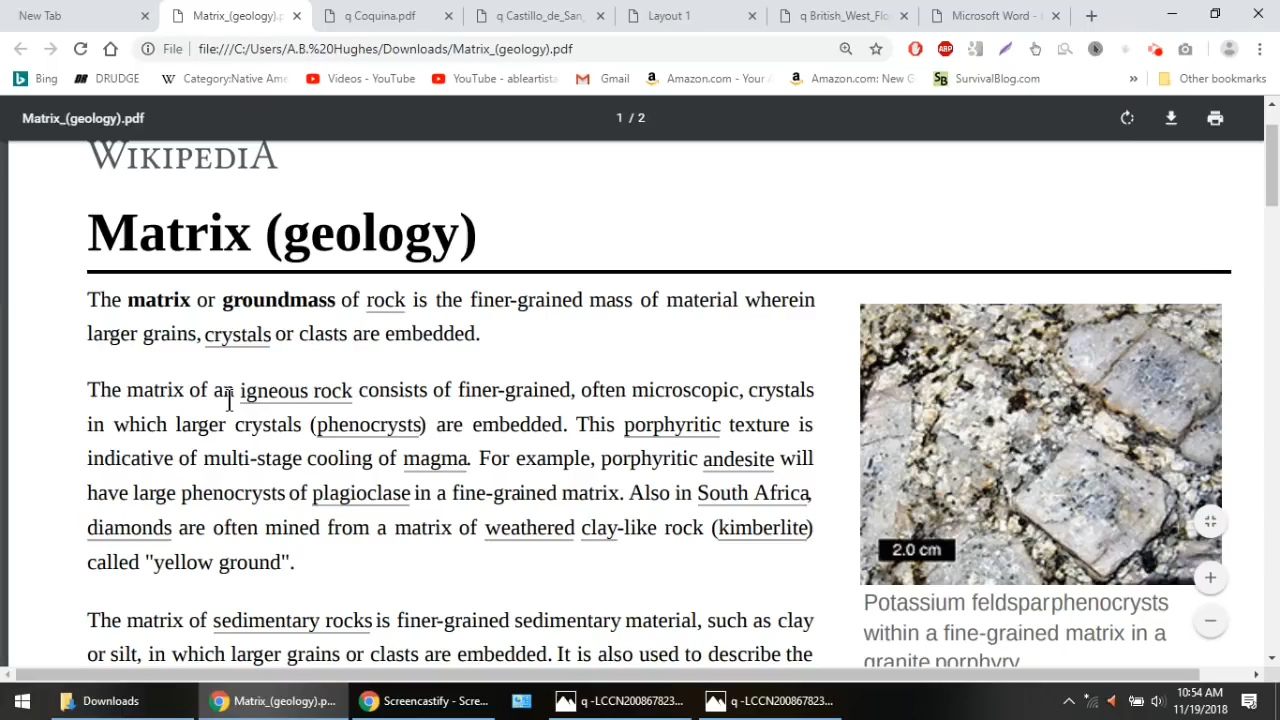 New Tab
Matrix_(geology).p
q Coquina.pdf
q Castillo_de_San_
Layout 1
q British_West_Flo
Microsoft Word -
File
file:///C:/Users/A.B.%20Hughes/Downloads/Matrix_(geology).pdf
ABP
Bing
DRUDGE
Category:Native Ame
Videos - YouTube
YouTube - ableartista
Gmail
Amazon.com - Your
Amazon.com: New G
SurvivalBlog.com
»
Other bookmarks
Matrix_(geology).pdf
1 / 2
WIKIPEDIA
Matrix (geology)
The matrix or groundmass of rock is the finer-grained mass of material wherein
larger grains, crystals or clasts are embedded.
The matrix of an igneous rock consists of finer-grained, often microscopic, crystals
in which larger crystals (phenocrysts) are embedded. This porphyritic texture is
indicative of multi-stage cooling of magma. For example, porphyritic andesite will
have large phenocrysts of plagioclase in a fine-grained matrix. Also in South Africa,
diamonds are often mined from a matrix of weathered clay-like rock (kimberlite)
called "yellow ground".
The matrix of sedimentary rocks is finer-grained sedimentary material, such as clay
or silt, in which larger grains or clasts are embedded. It is also used to describe the
2.0 cm
Potassium feldspar phenocrysts
within a fine-grained matrix in a
granite porphyry
Downloads
Matrix_(geology).p...
Screencastify - Scre...
q -LCCN200867823...
q -LCCN200867823...
10:54 AM
11/19/2018